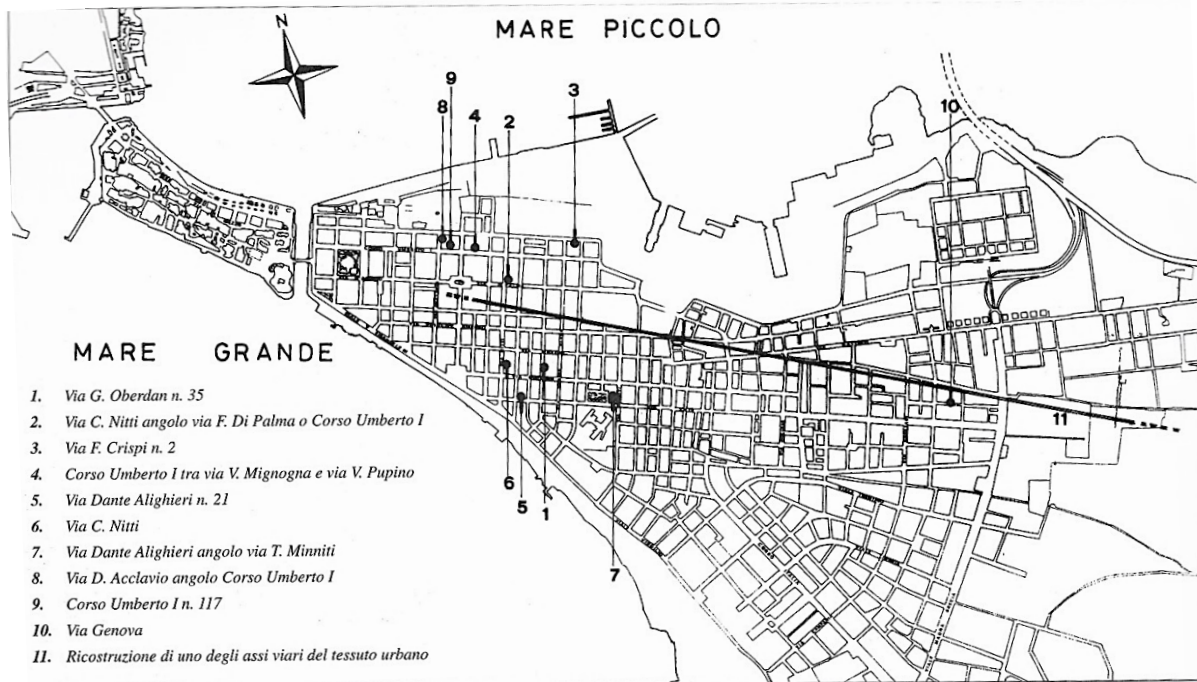 MARE PICCOLO
N
9
8
4
2
3
10
MARE GRANDE
1. Via G. Oberdan n. 35
2. Via C. Nitti angolo via F. Di Palma o Corso Umberto I
3. Via F. Crispi n. 2
4. Corso Umberto I tra via V. Mignogna e via V. Pupino
5. Via Dante Alighieri n. 21
6. Via C. Nitti
7. Via Dante Alighieri angolo via T. Minniti
8. Via D. Acclavio angolo Corso Umberto I
9. Corso Umberto I n. 117
10. Via Genova
11. Ricostruzione di uno degli assi viari del tessuto urbano
11
6
5
1
7